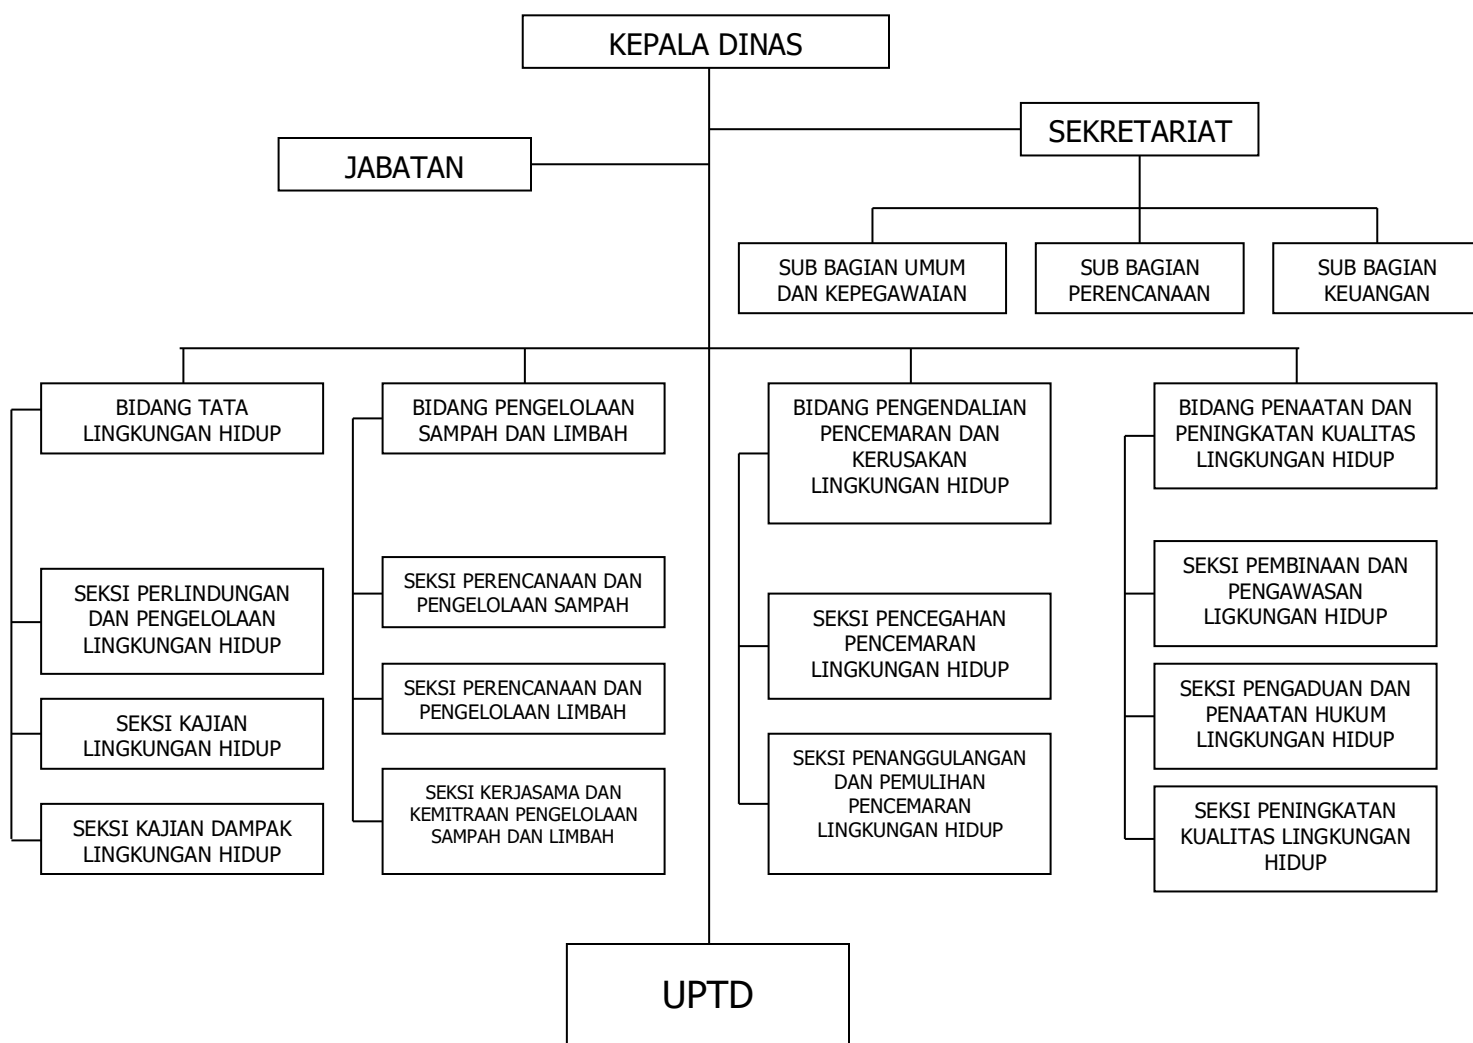 KEPALA DINAS
SEKRETARIAT
JABATAN
SUB BAGIAN UMUM
DAN KEPEGAWAIAN
SUB BAGIAN
PERENCANAAN
SUB BAGIAN
KEUANGAN
BIDANG TATA
LINGKUNGAN HIDUP
BIDANG PENGELOLAAN
SAMPAH DAN LIMBAH
BIDANG PENGENDALIAN
PENCEMARAN DAN
KERUSAKAN
LINGKUNGAN HIDUP
BIDANG PENAATAN DAN
PENINGKATAN KUALITAS
LINGKUNGAN HIDUP
SEKSI PERLINDUNGAN
DAN PENGELOLAAN
LINGKUNGAN HIDUP
SEKSI KAJIAN
LINGKUNGAN HIDUP
SEKSI KAJIAN DAMPAK
LINGKUNGAN HIDUP
SEKSI PERENCANAAN DAN
PENGELOLAAN SAMPAH
SEKSI PERENCANAAN DAN
PENGELOLAAN LIMBAH
SEKSI KERJASAMA DAN
KEMITRAAN PENGELOLAAN
SAMPAH DAN LIMBAH
SEKSI PENCEGAHAN
PENCEMARAN
LINGKUNGAN HIDUP
SEKSI PENANGGULANGAN
DAN PEMULIHAN
PENCEMARAN
LINGKUNGAN HIDUP
SEKSI PEMBINAAN DAN
PENGAWASAN
LIGKUNGAN HIDUP
SEKSI PENGADUAN DAN
PENAATAN HUKUM
LINGKUNGAN HIDUP
SEKSI PENINGKATAN
KUALITAS LINGKUNGAN
HIDUP
UPTD